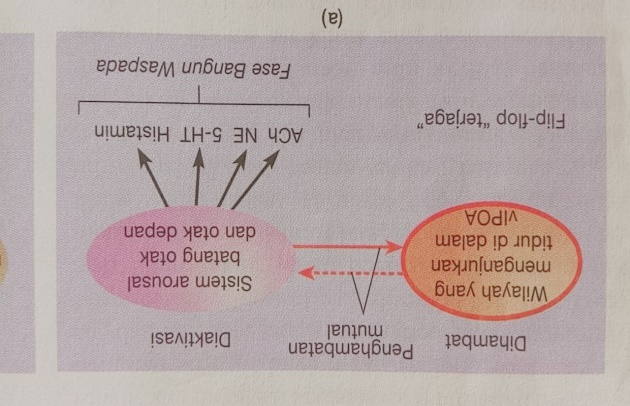 Dihambat
Penghambatan
mutual
Diaktivasi
Wilayah yang
menganjurkan
tidur di dalam
vlPOA
Sistem arousal
batang otak
dan otak depan
Flip-flop "terjaga"
ACh NE 5-HT Histamin
Fase Bangun Waspada
(a)